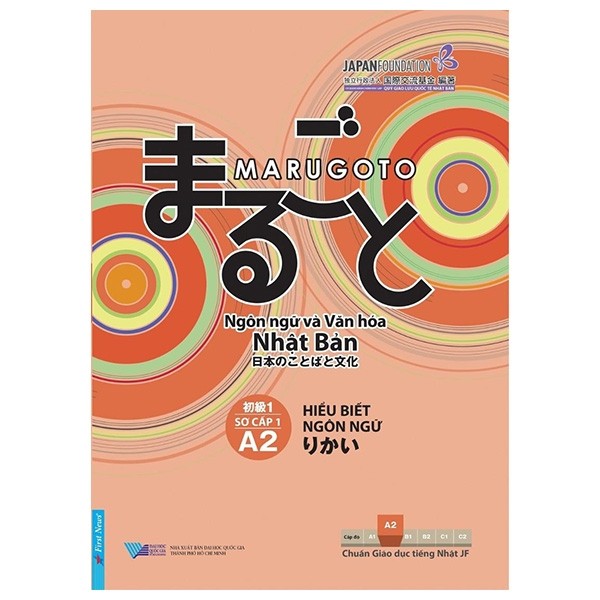 JAPANFOUNDATION
独立行政法人 国際交流基金 編著
QUỸ GIAO LƯU QUỐC TẾ NHẬT BẢN
まるごと
MARUGOTO
Ngôn ngữ và Văn hóa
Nhật Bản
日本のことばと文化
初級1
SƠ CẤP 1
A2
HIỂU BIẾT
NGÔN NGỮ
りかい
A2
Cấp độ A1 B1 B2 C1 C2
Chuẩn Giáo dục tiếng Nhật JF
First News
ĐẠI HỌC
QUỐC GIA
NHÀ XUẤT BẢN ĐẠI HỌC QUỐC GIA
THÀNH PHỐ HỒ CHÍ MINH